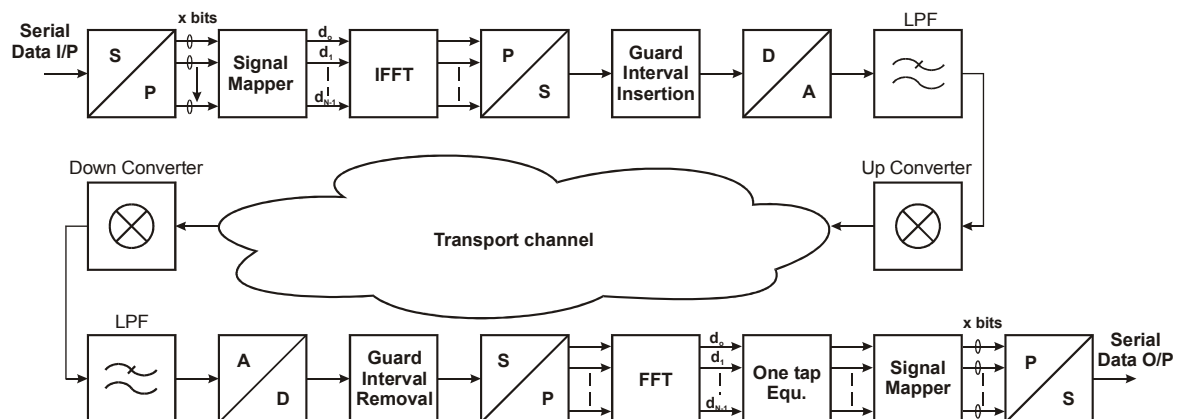 Serial
Data I/P
S
P
x bits
Signal
Mapper
d₀
d₁
dN-1
IFFT
P
S
Guard
Interval
Insertion
D
A
LPF
Down Converter
Transport channel
Up Converter
LPF
A
D
Guard
Interval
Removal
S
P
FFT
d₀
d₁
dN-1
One tap
Equ.
Signal
Mapper
x bits
P
S
Serial
Data O/P